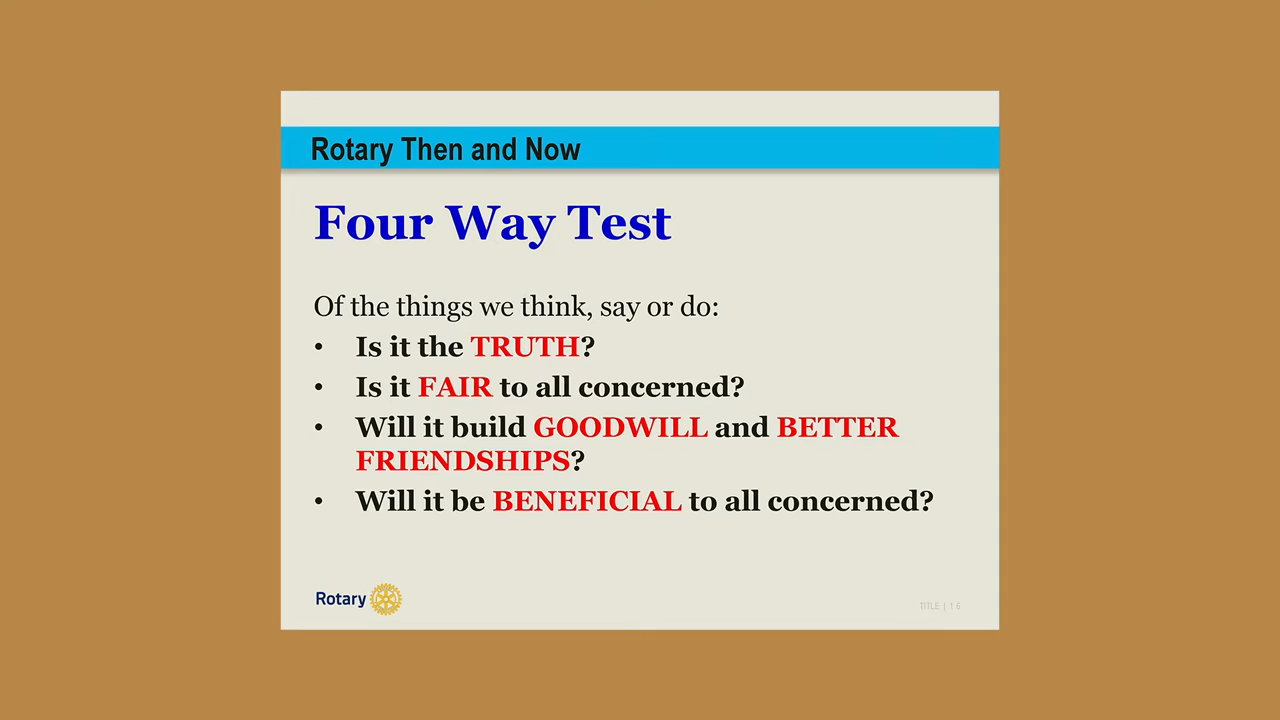 Rotary Then and Now
Four Way Test
Of the things we think, say or do:
• Is it the TRUTH?
• Is it FAIR to all concerned?
• Will it build GOODWILL and BETTER
FRIENDSHIPS?
• Will it be BENEFICIAL to all concerned?
Rotary
TITLE | 16